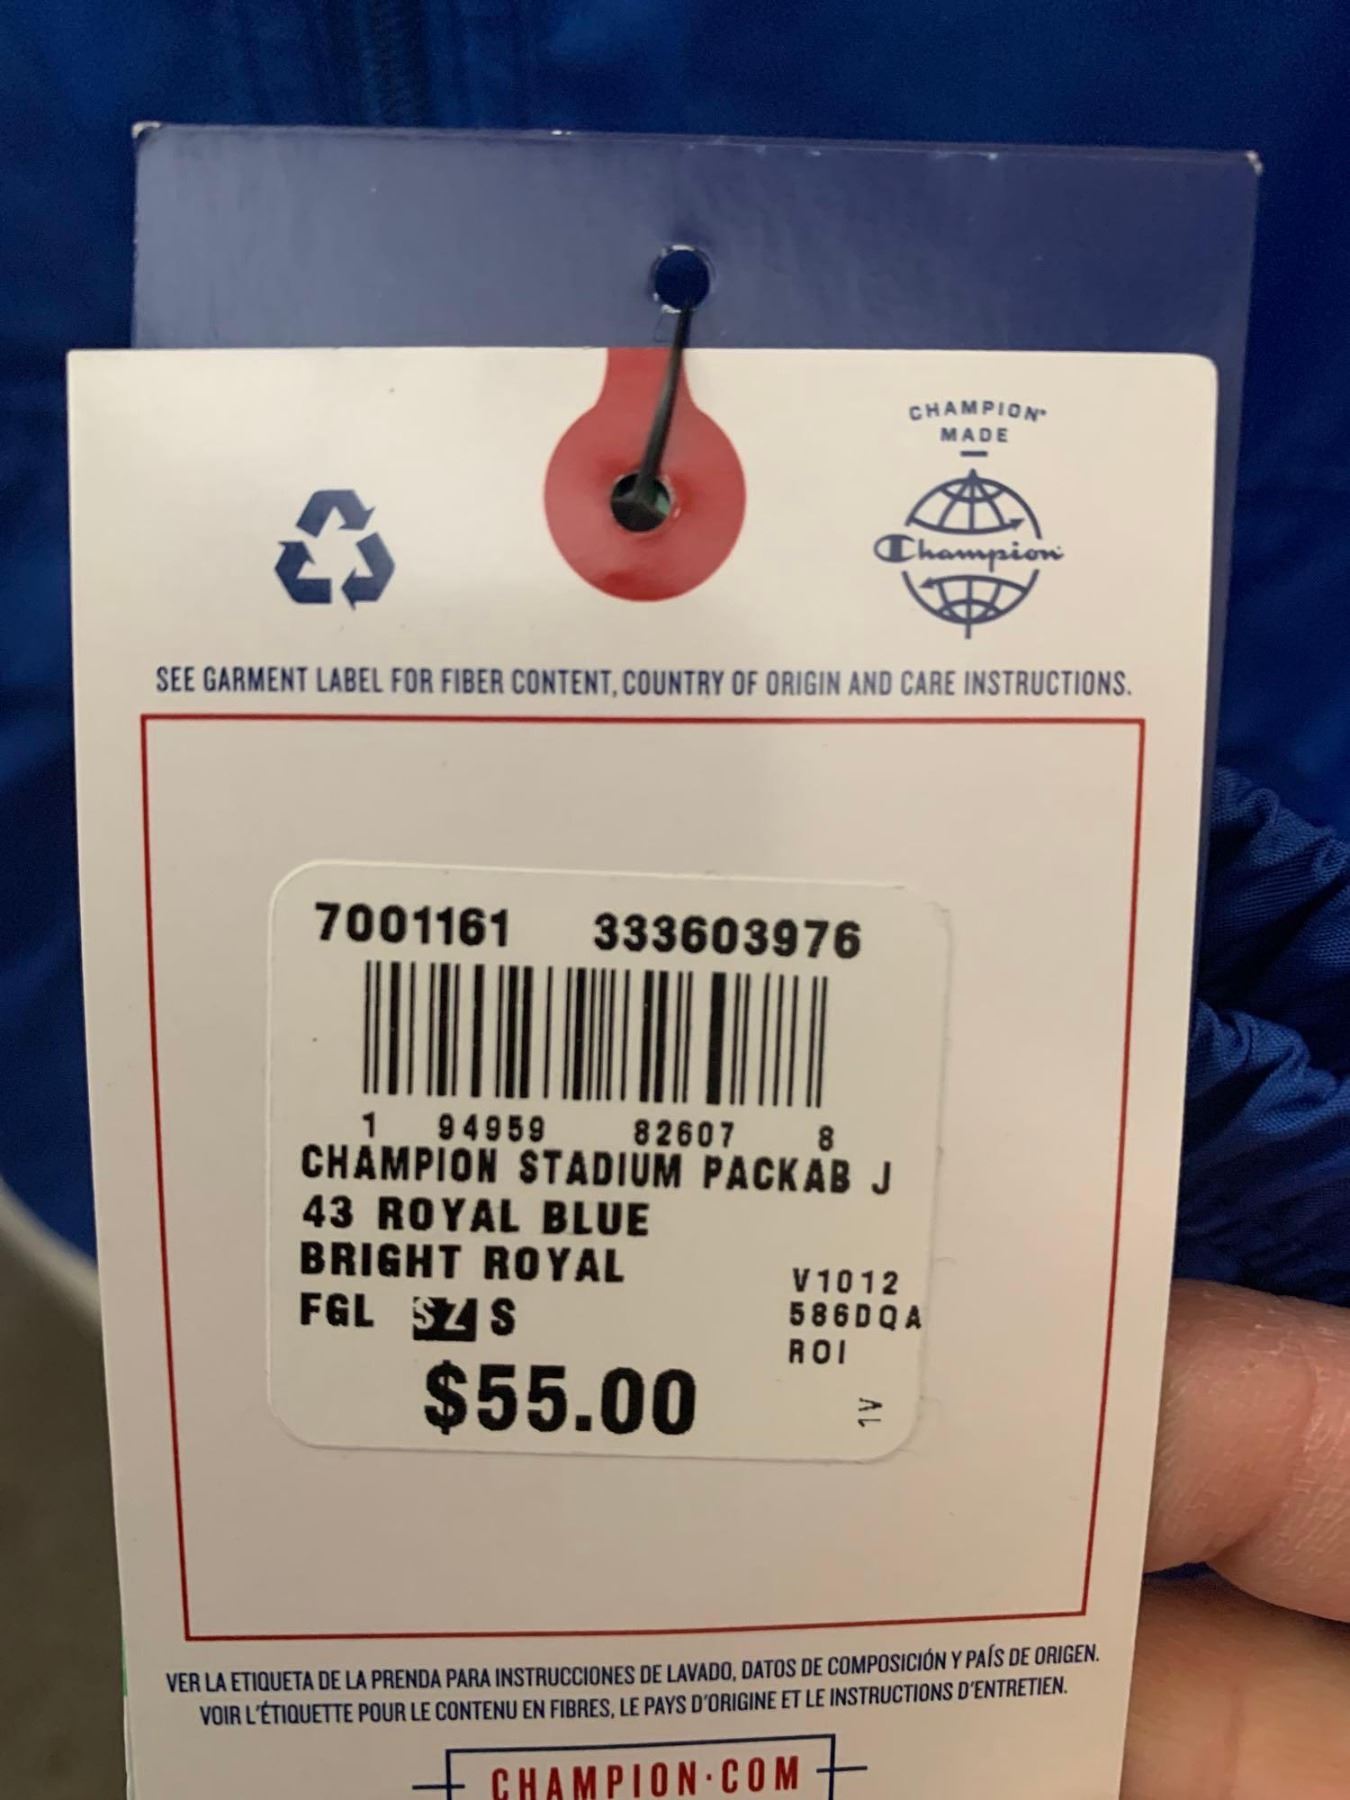 CHAMPION
MADE
Champion
SEE GARMENT LABEL FOR FIBER CONTENT, COUNTRY OF ORIGIN AND CARE INSTRUCTIONS.
7001161 333603976
1 94959 82607 8
CHAMPION STADIUM PACKAB J
43 ROYAL BLUE
BRIGHT ROYAL
FGL SZ S
V1012
586DQA
ROI
$55.00
1V
VER LA ETIQUETA DE LA PRENDA PARA INSTRUCCIONES DE LAVADO, DATOS DE COMPOSICIÓN Y PAÍS DE ORIGEN.
VOIR L'ÉTIQUETTE POUR LE CONTENU EN FIBRES, LE PAYS D'ORIGINE ET LE INSTRUCTIONS D'ENTRETIEN.
CHAMPION·COM